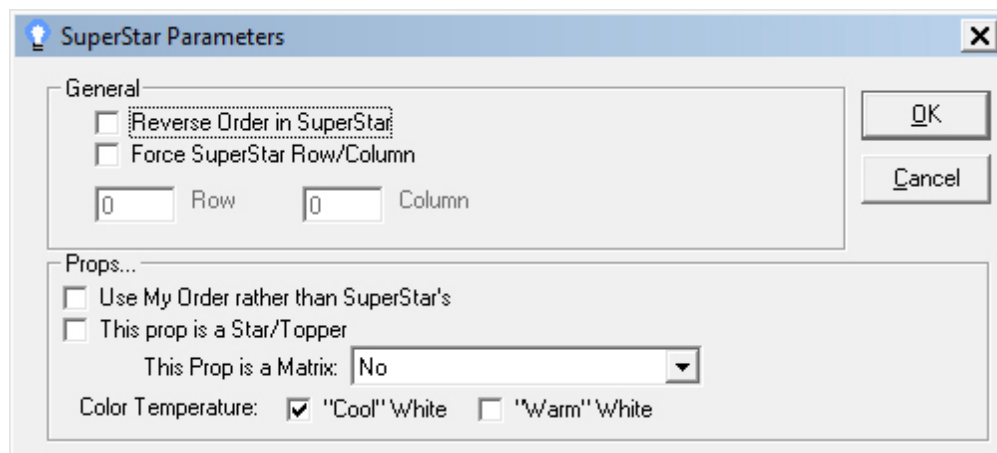 SuperStar Parameters
General
OK
Reverse Order in SuperStar
Force SuperStar Row/Column
Cancel
0 Row 0 Column
Props...
Use My Order rather than SuperStar's
This prop is a Star/Topper
This Prop is a Matrix: No
Color Temperature: "Cool" White "Warm" White